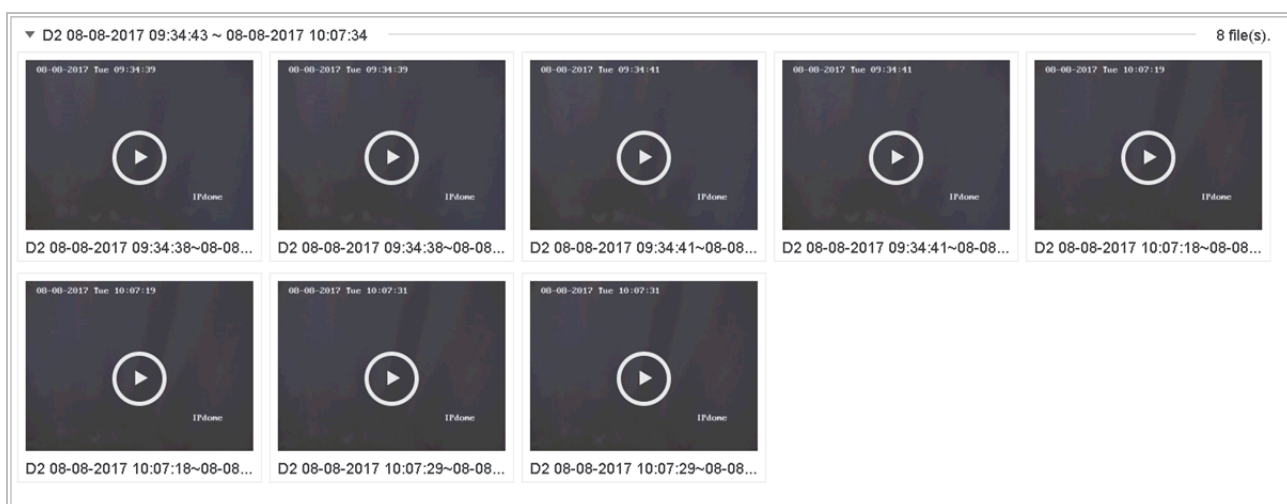 D2 08-08-2017 09:34:43 ~ 08-08-2017 10:07:34 8 file(s).
08-08-2017 Tue 09:34:39
08-08-2017 Tue 09:34:39
08-08-2017 Tue 09:34:41
08-08-2017 Tue 09:34:41
08-08-2017 Tue 10:07:19
IPdome
IPdome
IPdome
IPdome
IPdome
D2 08-08-2017 09:34:38~08-08...
D2 08-08-2017 09:34:38~08-08...
D2 08-08-2017 09:34:41~08-08...
D2 08-08-2017 09:34:41~08-08...
D2 08-08-2017 10:07:18~08-08...
08-08-2017 Tue 10:07:19
08-08-2017 Tue 10:07:31
08-08-2017 Tue 10:07:31
IPdome
IPdome
IPdome
D2 08-08-2017 10:07:18~08-08...
D2 08-08-2017 10:07:29~08-08...
D2 08-08-2017 10:07:29~08-08...